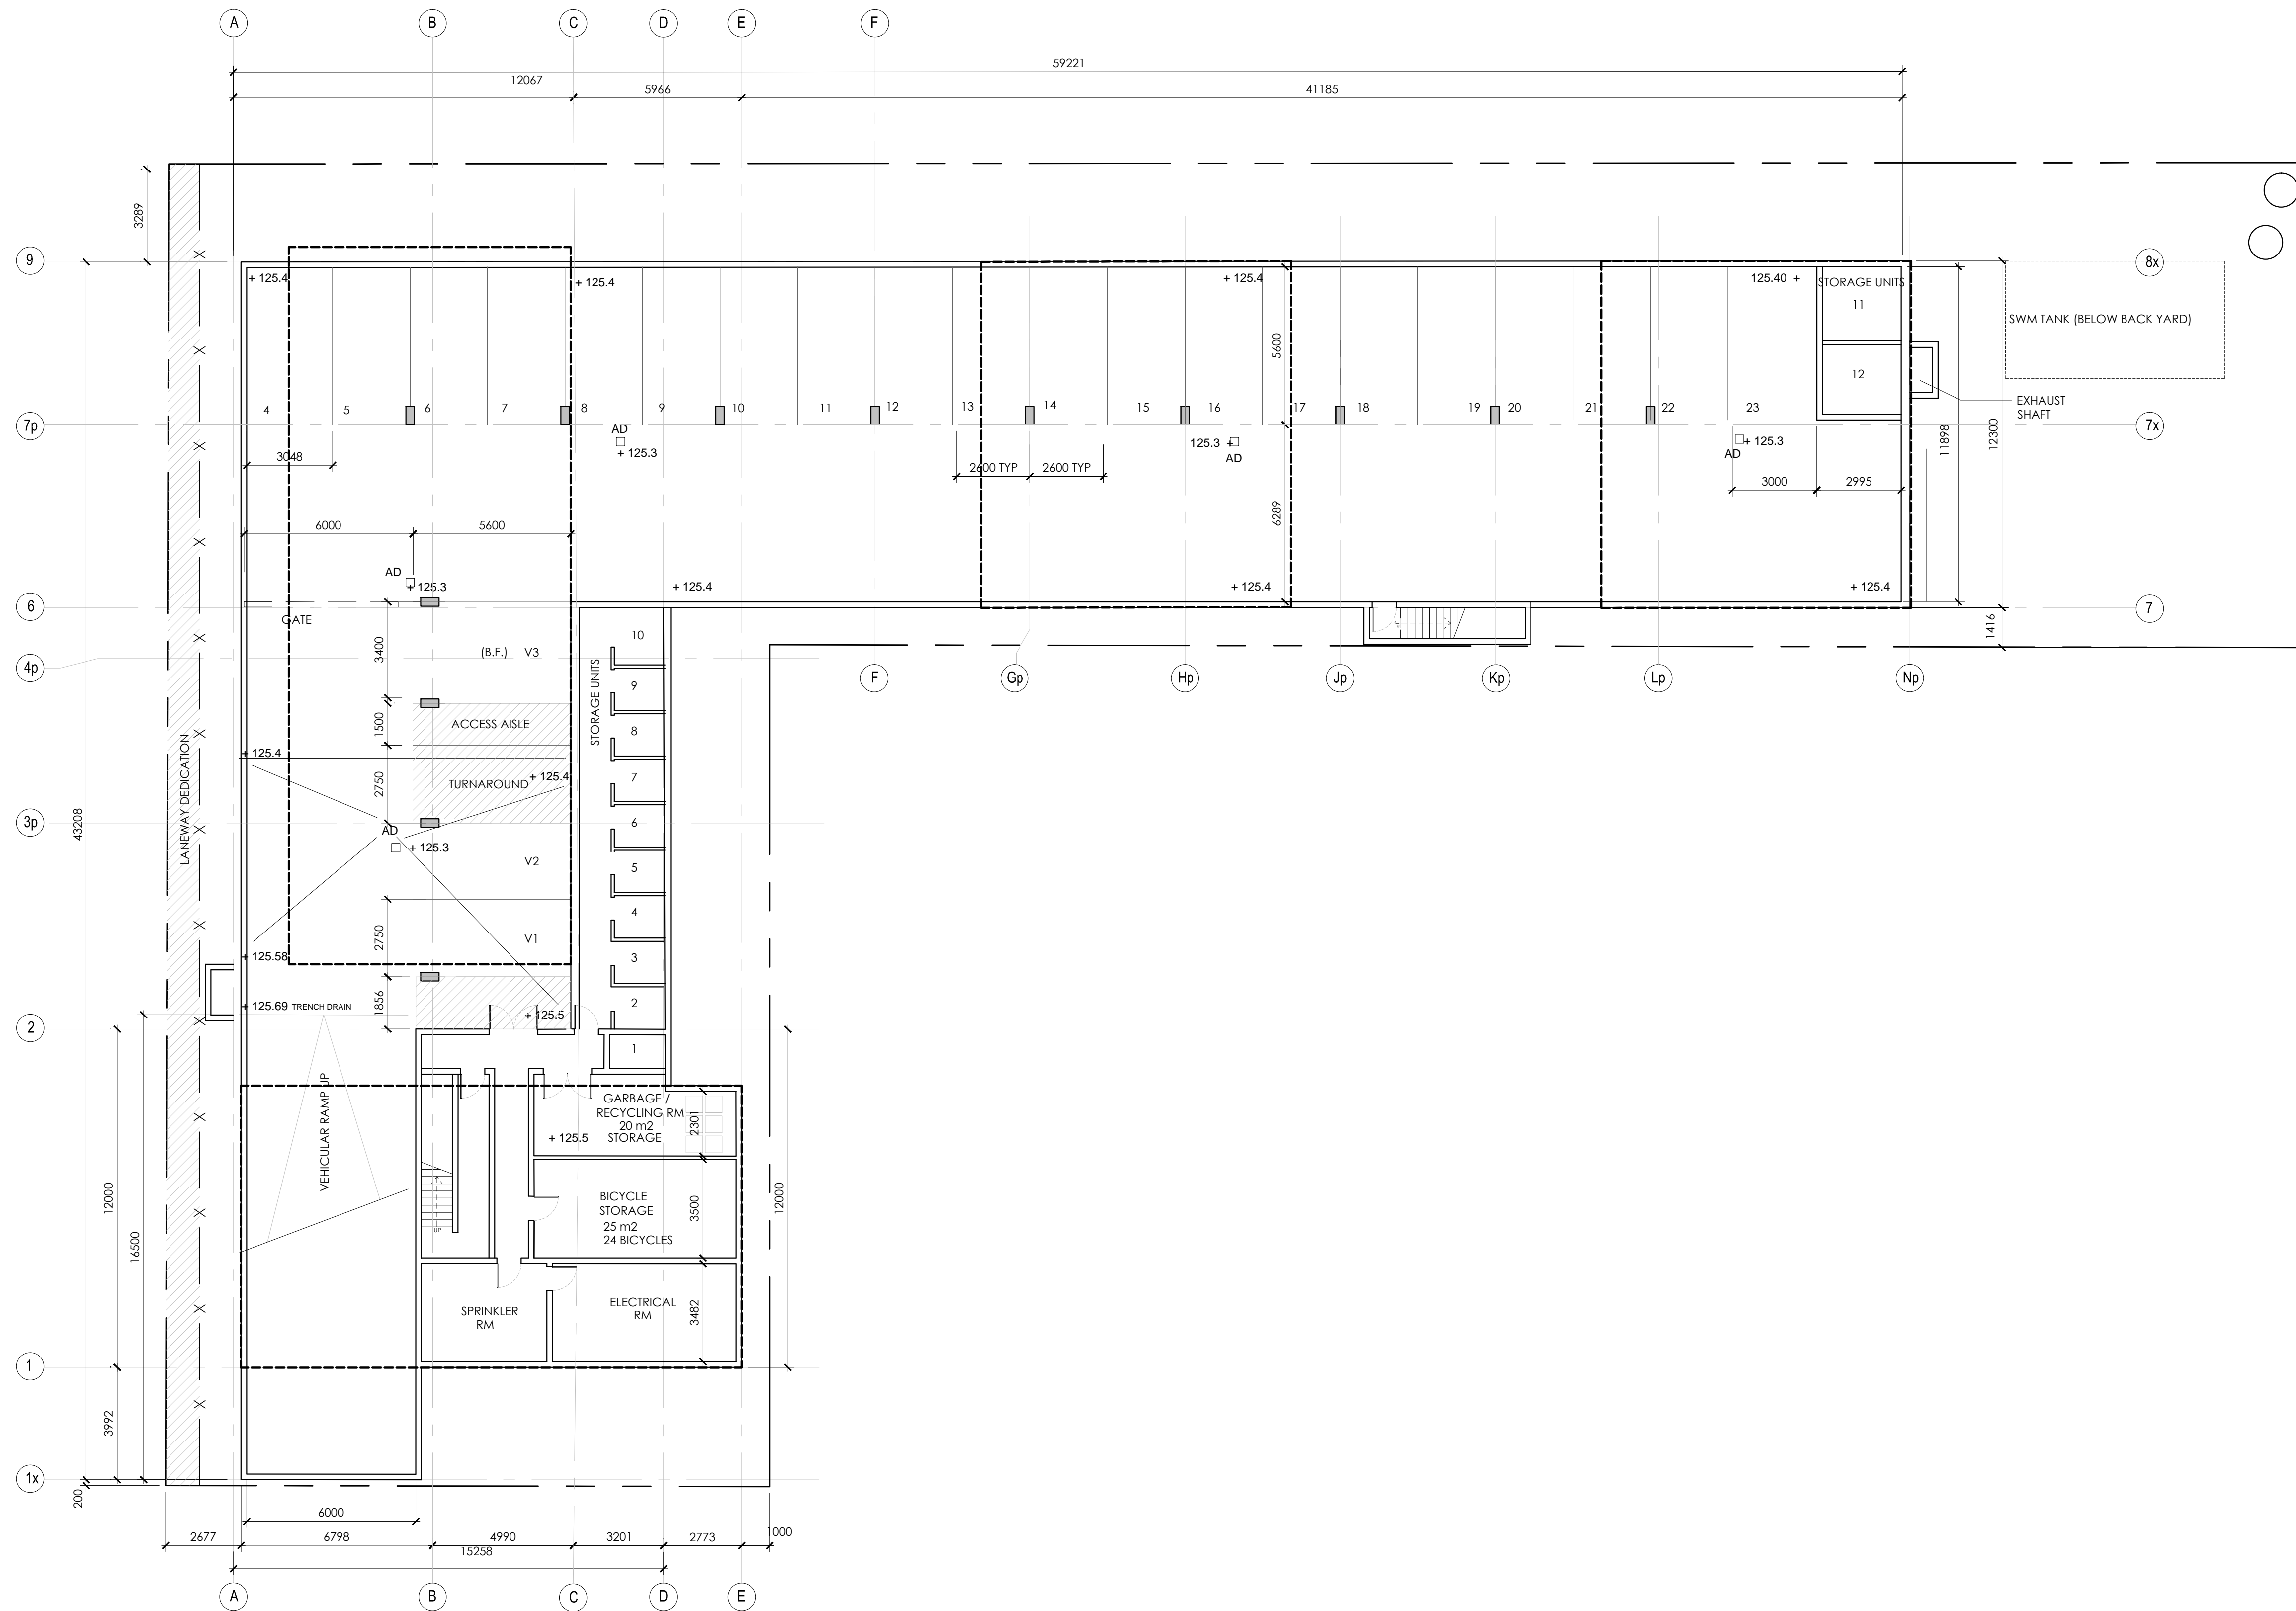 A B C D E F
59221
12067
5966 41185
3289
9 8x
+ 125.4 + 125.4 + 125.4 125.40 +
STORAGE UNITS
11
SWM TANK (BELOW BACK YARD)
5600
12
EXHAUST
SHAFT
4 5 6 7 8 9 10 11 12 13 14 15 16 17 18 19 20 21 22 23
7p 7x
AD
+ 125.3
125.3 +
AD
+ 125.3
AD
11898
12300
3048
2600 TYP 2600 TYP
3000 2995
6000 5600
6289
AD
+ 125.3
+ 125.4 + 125.4 + 125.4
6 7
GATE
UP
1416
3400
(B.F.) V3
10
4p
F Gp Hp Jp Kp Lp Np
STORAGE UNITS
9
1500
ACCESS AISLE
8
LANEWAY DEDICATION
+ 125.4
2750
TURNAROUND
+ 125.4
7
43208
3p
AD
+ 125.3
6
V2
5
4
2750
V1
3
+ 125.58
+ 125.69 TRENCH DRAIN
1856
+ 125.5
2
2
1
VEHICULAR RAMP UP
GARBAGE /
RECYCLING RM
20 m2
STORAGE
+ 125.5
2301
12000
16500
UP
BICYCLE
STORAGE
25 m2
24 BICYCLES
3500
12000
SPRINKLER
RM
ELECTRICAL
RM
3482
1
3992
1x
200
6000
2677 6798 4990 3201 2773 1000
15258
A B C D E